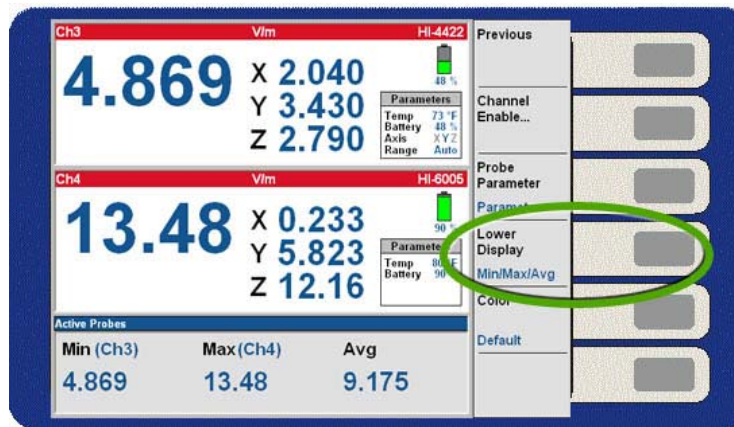 Ch3 V/m HI-4422
4.869
X 2.040
Y 3.430
Z 2.790
48 %
Parameters
Temp 73 °F
Battery 48 %
Axis X Y Z
Range Auto
Ch4 V/m HI-6005
13.48
X 0.233
Y 5.823
Z 12.16
90 %
Temp
Battery
Active Probes
Min (Ch3) Max(Ch4) Avg
4.869 13.48 9.175
Previous
Channel
Enable...
Probe
Parameter
Lower
Display
Min/Max/Avg
Color
Default